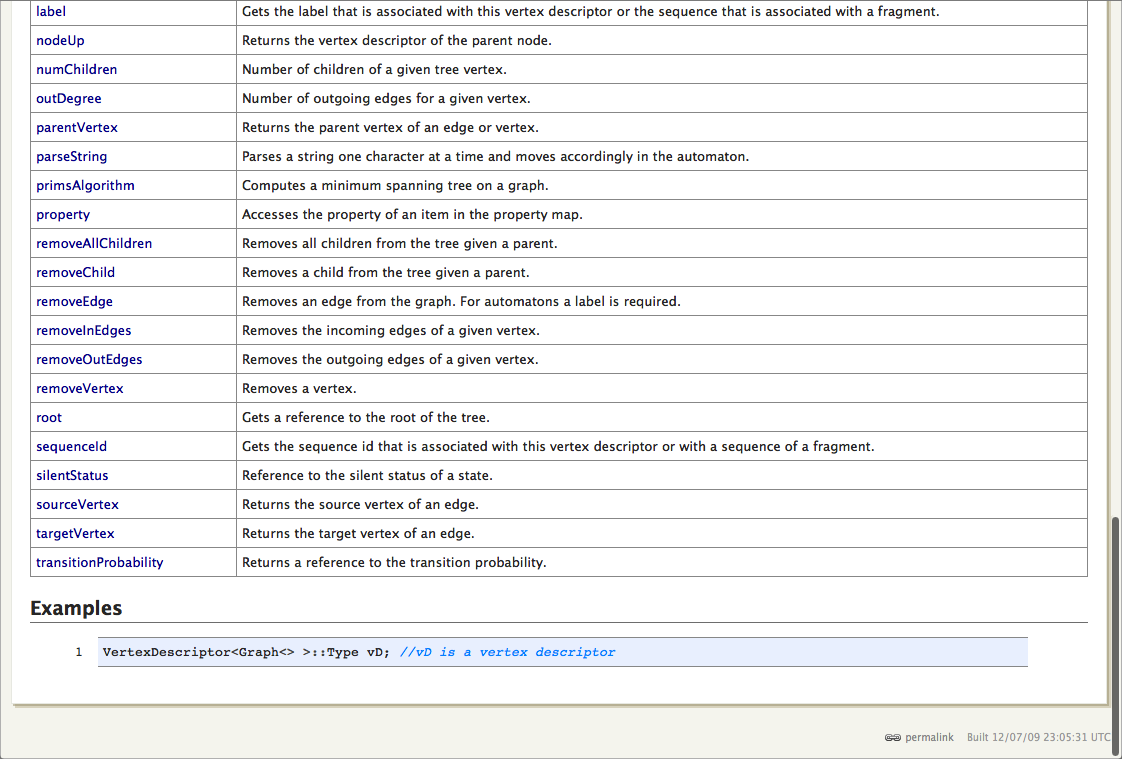 label Gets the label that is associated with this vertex descriptor or the sequence that is associated with a fragment.
nodeUp Returns the vertex descriptor of the parent node.
numChildren Number of children of a given tree vertex.
outDegree Number of outgoing edges for a given vertex.
parentVertex Returns the parent vertex of an edge or vertex.
parseString Parses a string one character at a time and moves accordingly in the automaton.
primsAlgorithm Computes a minimum spanning tree on a graph.
property Accesses the property of an item in the property map.
removeAllChildren Removes all children from the tree given a parent.
removeChild Removes a child from the tree given a parent.
removeEdge Removes an edge from the graph. For automatons a label is required.
removeInEdges Removes the incoming edges of a given vertex.
removeOutEdges Removes the outgoing edges of a given vertex.
removeVertex Removes a vertex.
root Gets a reference to the root of the tree.
sequenceId Gets the sequence id that is associated with this vertex descriptor or with a sequence of a fragment.
silentStatus Reference to the silent status of a state.
sourceVertex Returns the source vertex of an edge.
targetVertex Returns the target vertex of an edge.
transitionProbability Returns a reference to the transition probability.
Examples
1 VertexDescriptor<Graph<> >::Type vD; //vD is a vertex descriptor
permalink Built 12/07/09 23:05:31 UTC